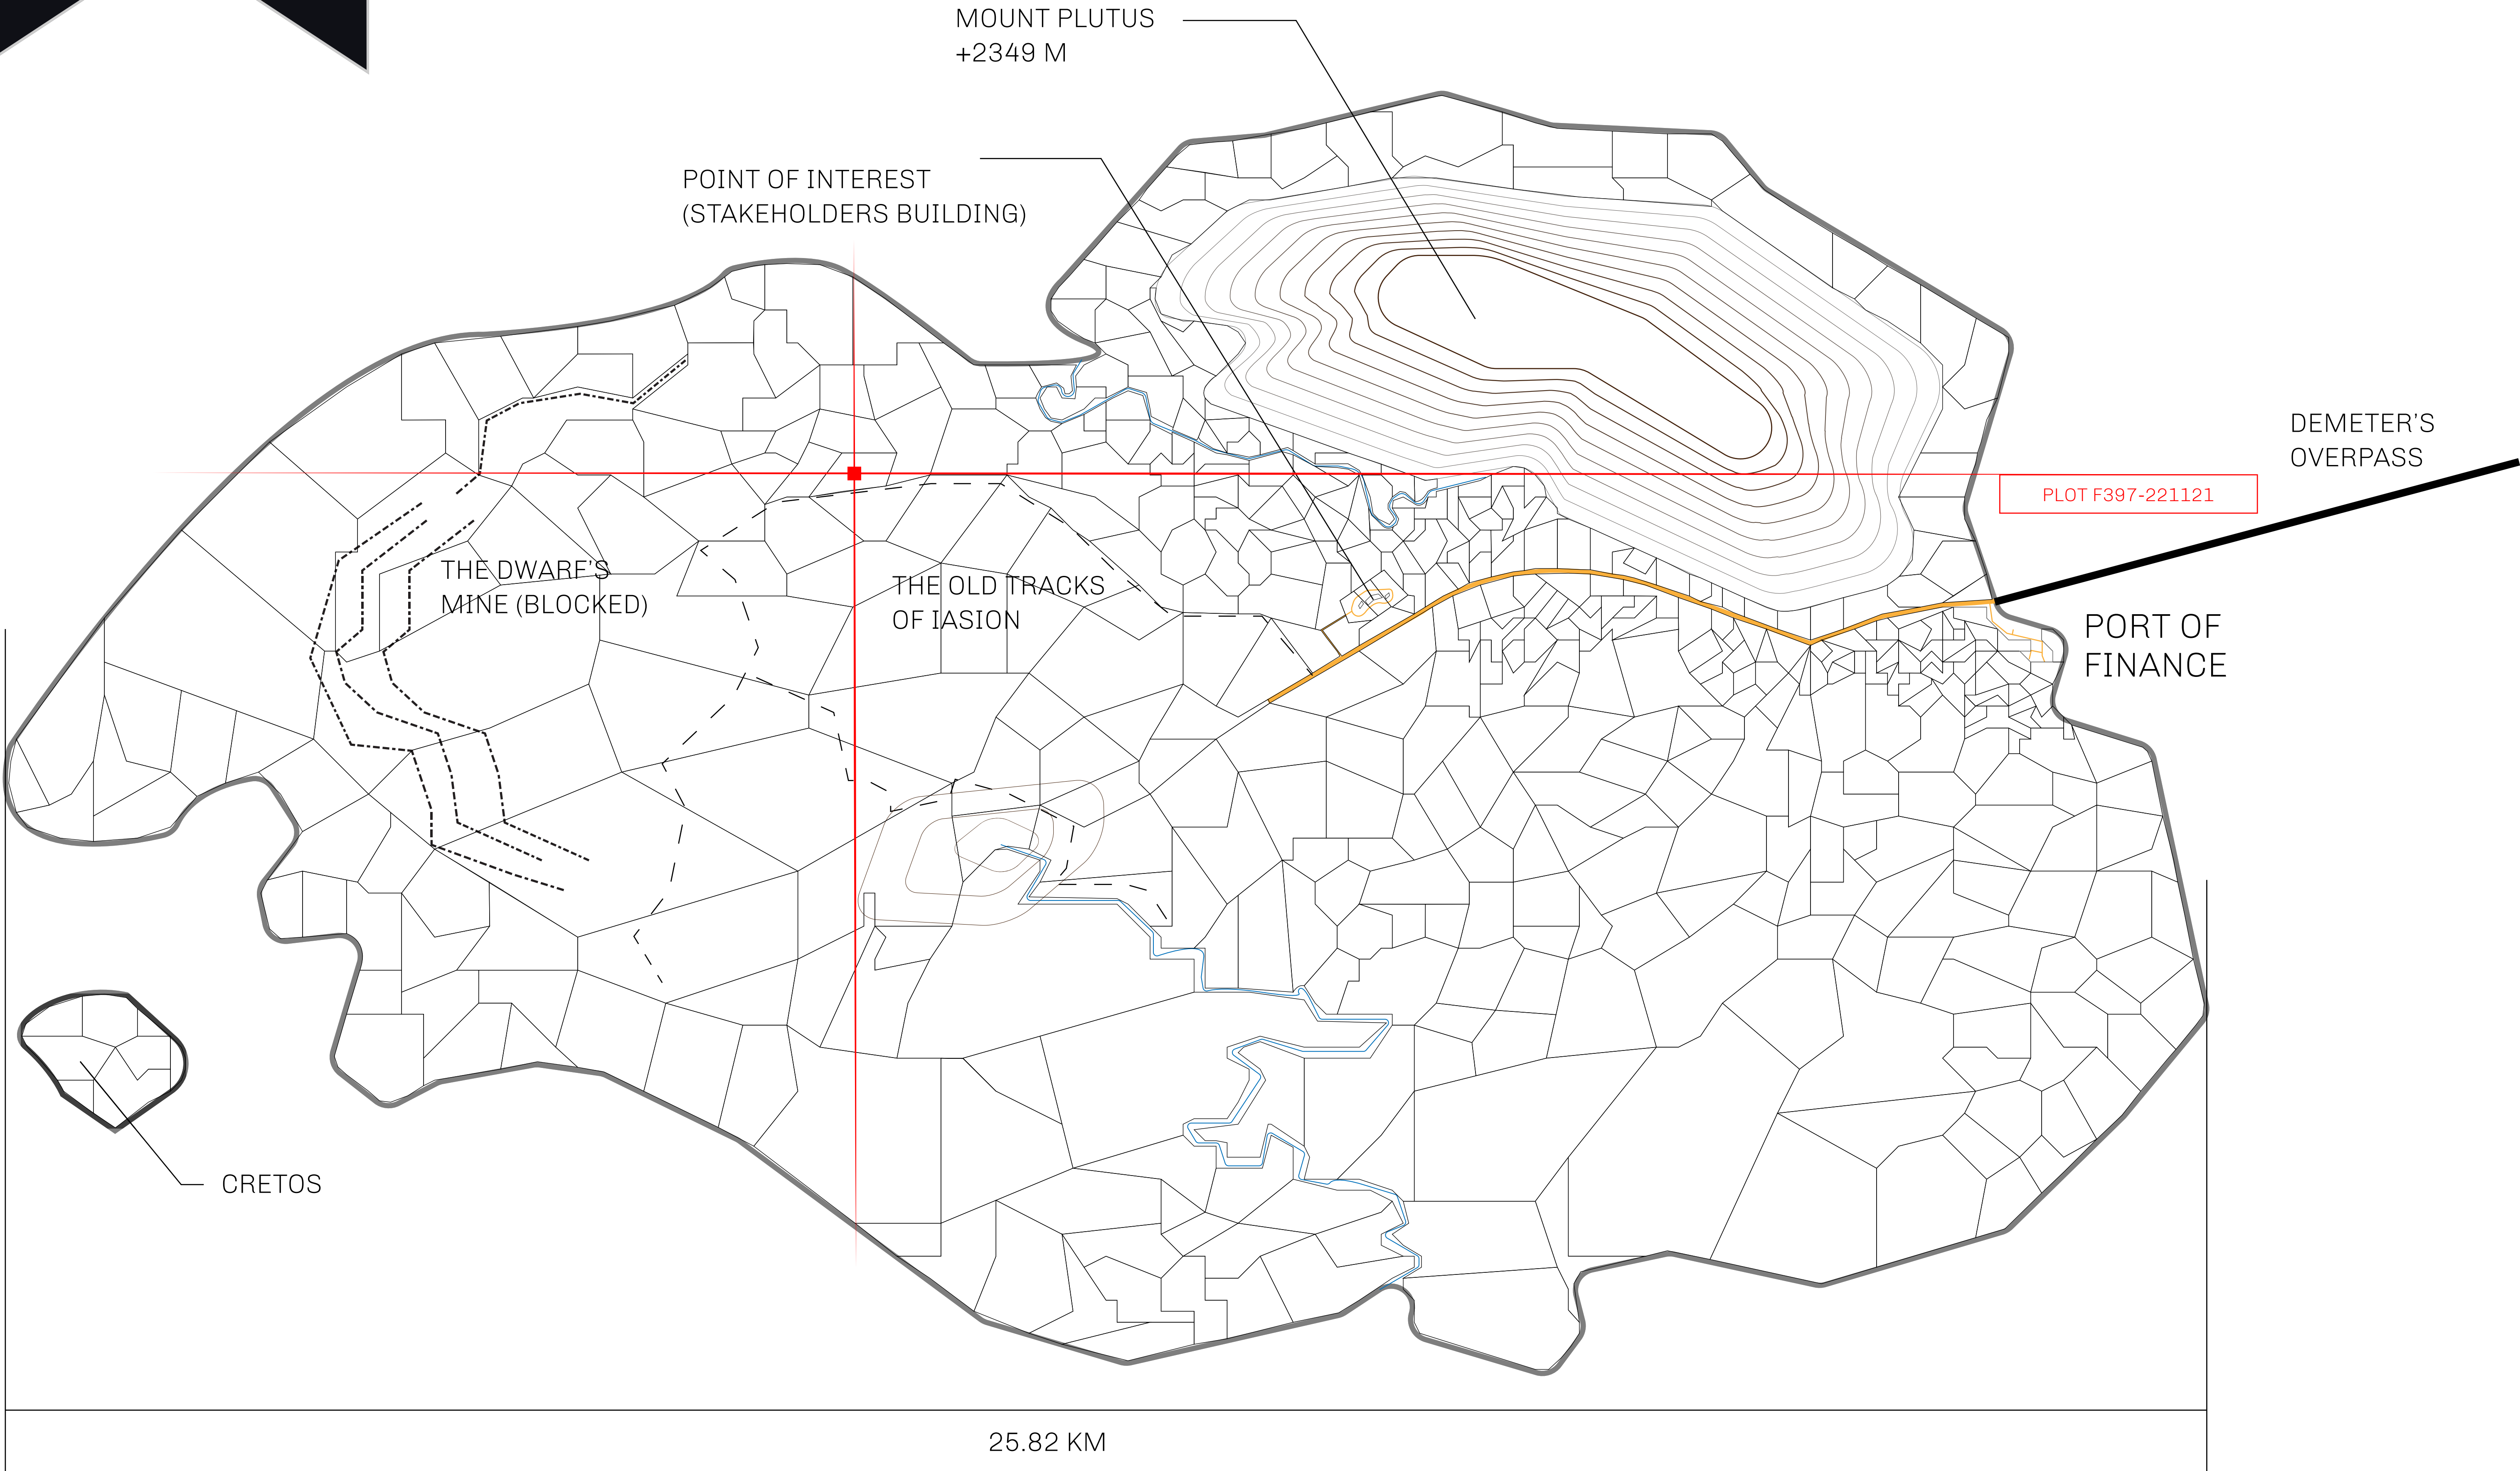 MOUNT PLUTUS
+2349 M
POINT OF INTEREST
(STAKEHOLDERS BUILDING)
DEMETER'S
OVERPASS
PLOT F397-221121
THE DWARF'S
MINE (BLOCKED)
THE OLD TRACKS
OF IASION
PORT OF
FINANCE
CRETOS
25.82 KM